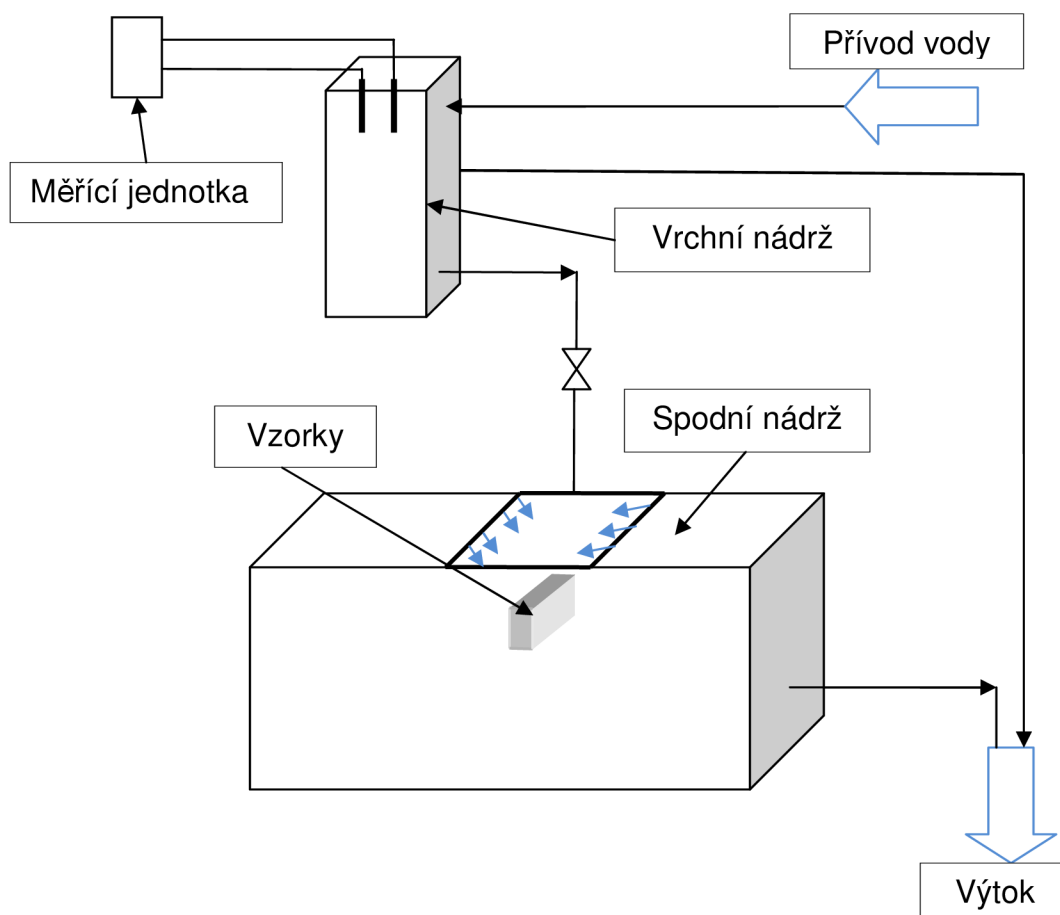 Přívod vody
Měřící jednotka
Vrchní nádrž
Spodní nádrž
Vzorky
Výtok